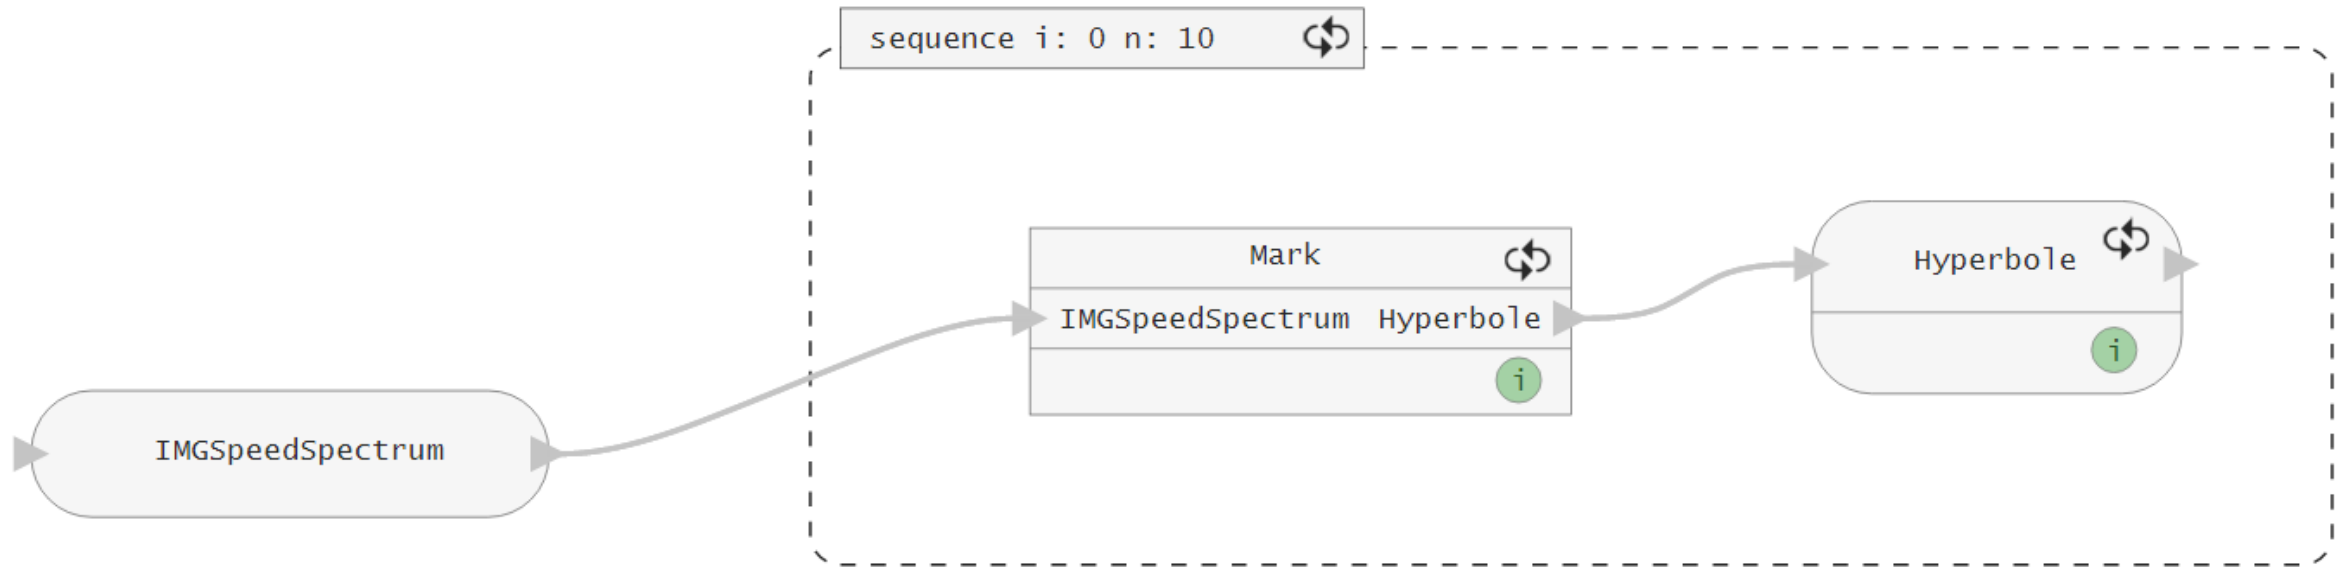 sequence i: 0 n: 10
Mark
IMGSpeedSpectrum Hyperbole
i
Hyperbole
i
IMGSpeedSpectrum